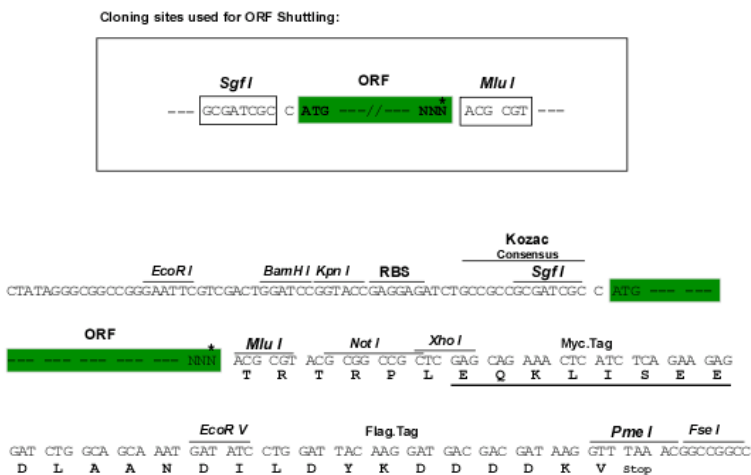 Cloning sites used for ORF Shuttling:
Sgf I ORF Mlu I
--- GCGATCGC C ATG ---//--- NNN * ACG CGT ---
Kozac
Consensus
EcoR I BamH I Kpn I RBS Sgf I
CTATAGGGCGGCCGGGAATTCGTCGACTGGATCCGGTACCGAGGAGATCTGCCGCCGCGATCGC C ATG --- ---
ORF
* Mlu I Not I Xho I Myc.Tag
--- --- --- --- --- --- NNN ACG CGT ACG CGG CCG CTC GAG CAG AAA CTC ATC TCA GAA GAG
T R T R P L E Q K L I S E E
EcoR V Flag.Tag Pme I Fse I
GAT CTG GCA GCA AAT GAT ATC CTG GAT TAC AAG GAT GAC GAC GAT AAG GTT TAA ACGGCCGGCC
D L A A N D I L D Y K D D D D K V Stop